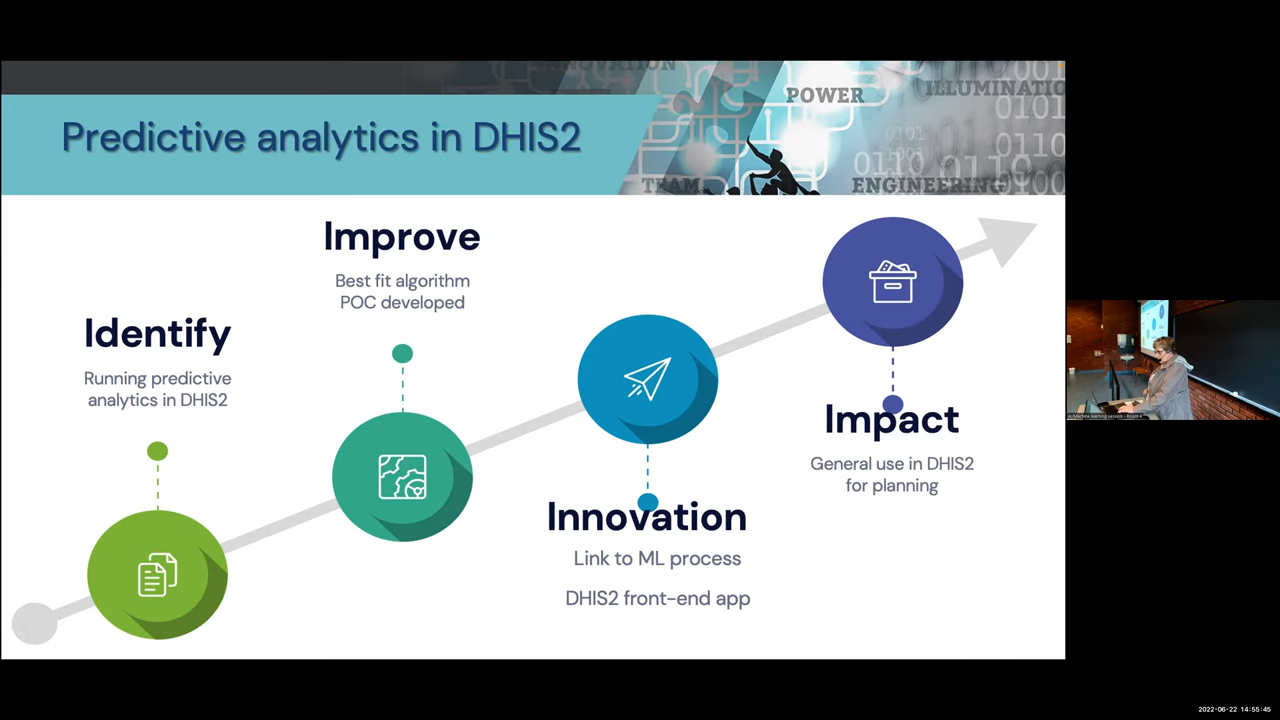 INNOVATION
POWER
ILLUMINATIO
TEAM
ENGINEERING
Predictive analytics in DHIS2
Identify
Running predictive
analytics in DHIS2
Improve
Best fit algorithm
POC developed
Innovation
Link to ML process
DHIS2 front-end app
Impact
General use in DHIS2
for planning
2022-06-22 14:55:45